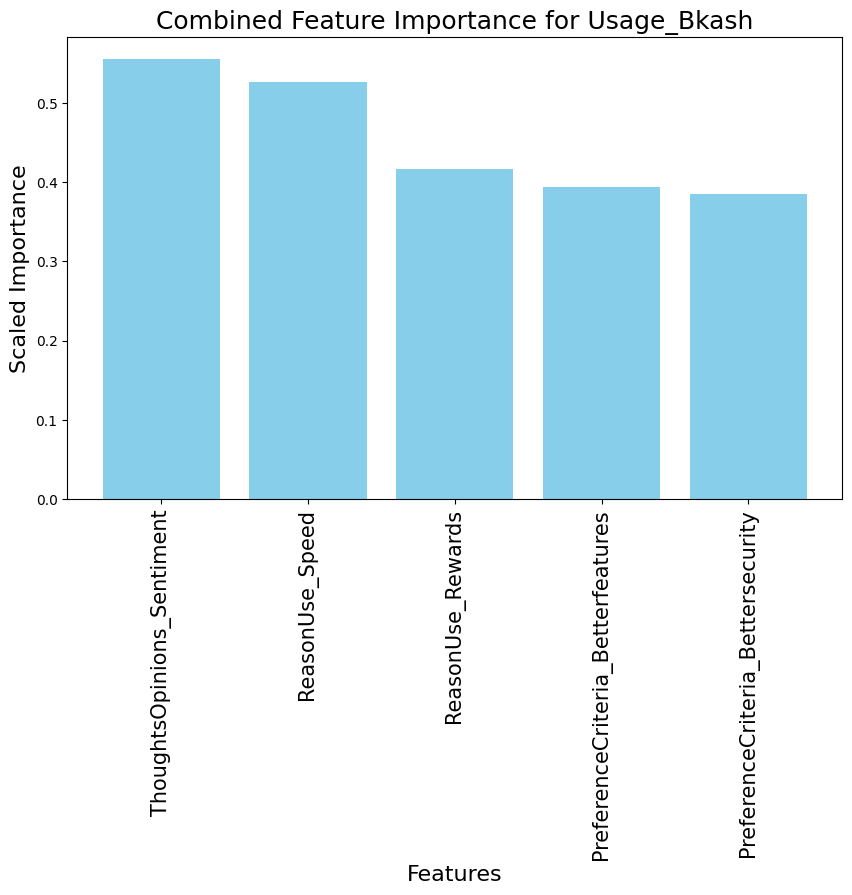 Combined Feature Importance for Usage_Bkash
Scaled Importance
0.5
0.4
0.3
0.2
0.1
0.0
ThoughtsOpinions_Sentiment
ReasonUse_Speed
ReasonUse_Rewards
PreferenceCriteria_Betterfeatures
PreferenceCriteria_Bettersecurity
Features